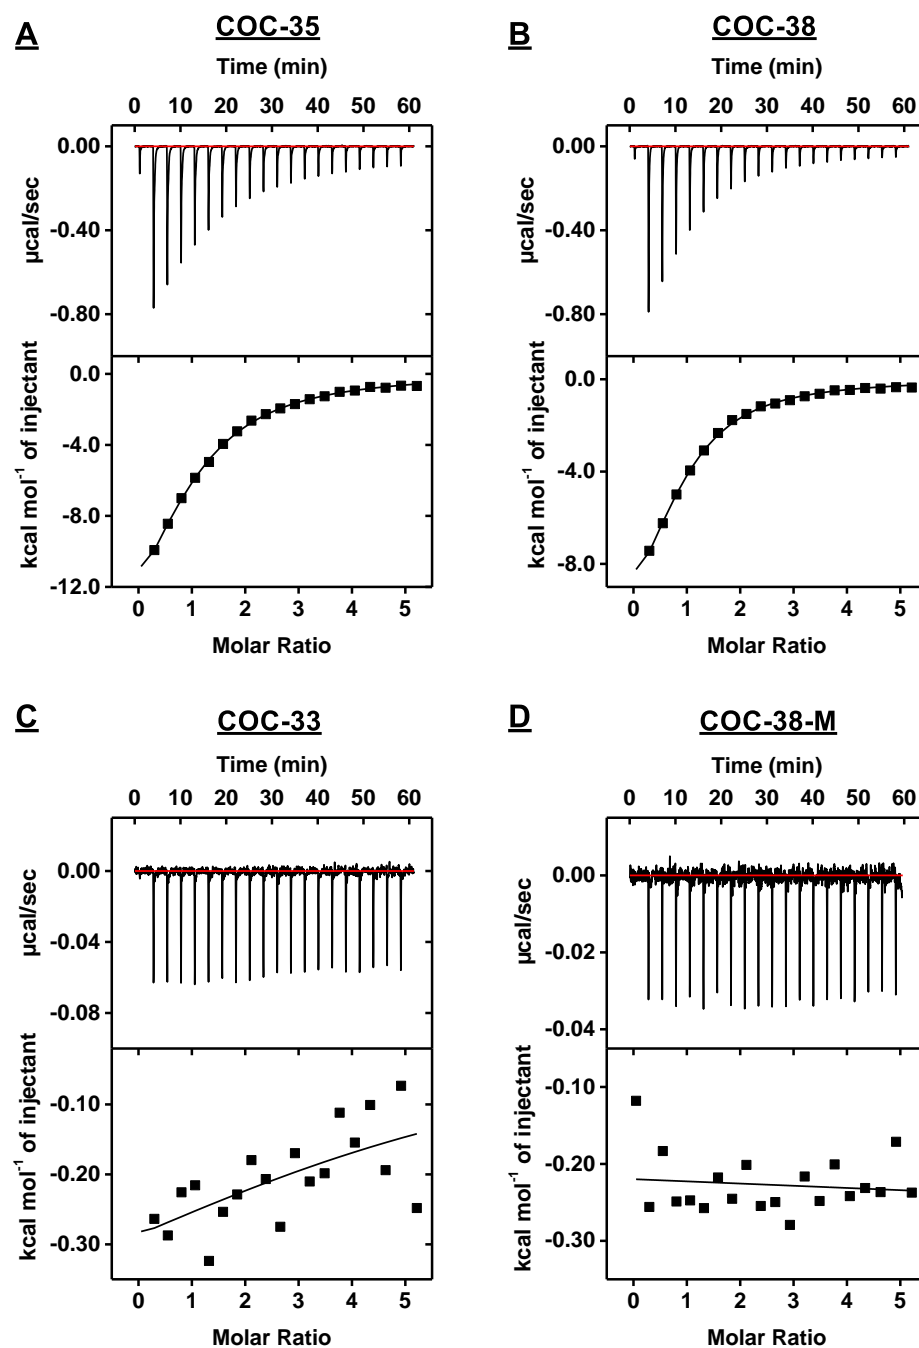 A
COC-35
Time (min)
0 10 20 30 40 50 60
0.00
-0.40
-0.80
µcal/sec
0.0
-4.0
-8.0
-12.0
kcal mol⁻¹ of injectant
0 1 2 3 4 5
Molar Ratio
B
COC-38
Time (min)
0 10 20 30 40 50 60
0.00
-0.40
-0.80
µcal/sec
0.0
-4.0
-8.0
kcal mol⁻¹ of injectant
0 1 2 3 4 5
Molar Ratio
C
COC-33
Time (min)
0 10 20 30 40 50 60
0.00
-0.04
-0.08
µcal/sec
-0.10
-0.20
-0.30
kcal mol⁻¹ of injectant
0 1 2 3 4 5
Molar Ratio
D
COC-38-M
Time (min)
0 10 20 30 40 50 60
0.00
-0.02
-0.04
µcal/sec
-0.10
-0.20
-0.30
kcal mol⁻¹ of injectant
0 1 2 3 4 5
Molar Ratio